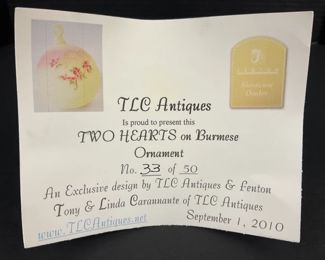 TLC Antiques
Is proud to present this
TWO HEARTS on Burmese
Ornament
No. 33 of 50
An Exclusive design by TLC Antiques & Fenton
Tony & Linda Carannante of TLC Antiques
www.TLCAntiques.net
September 1, 2010